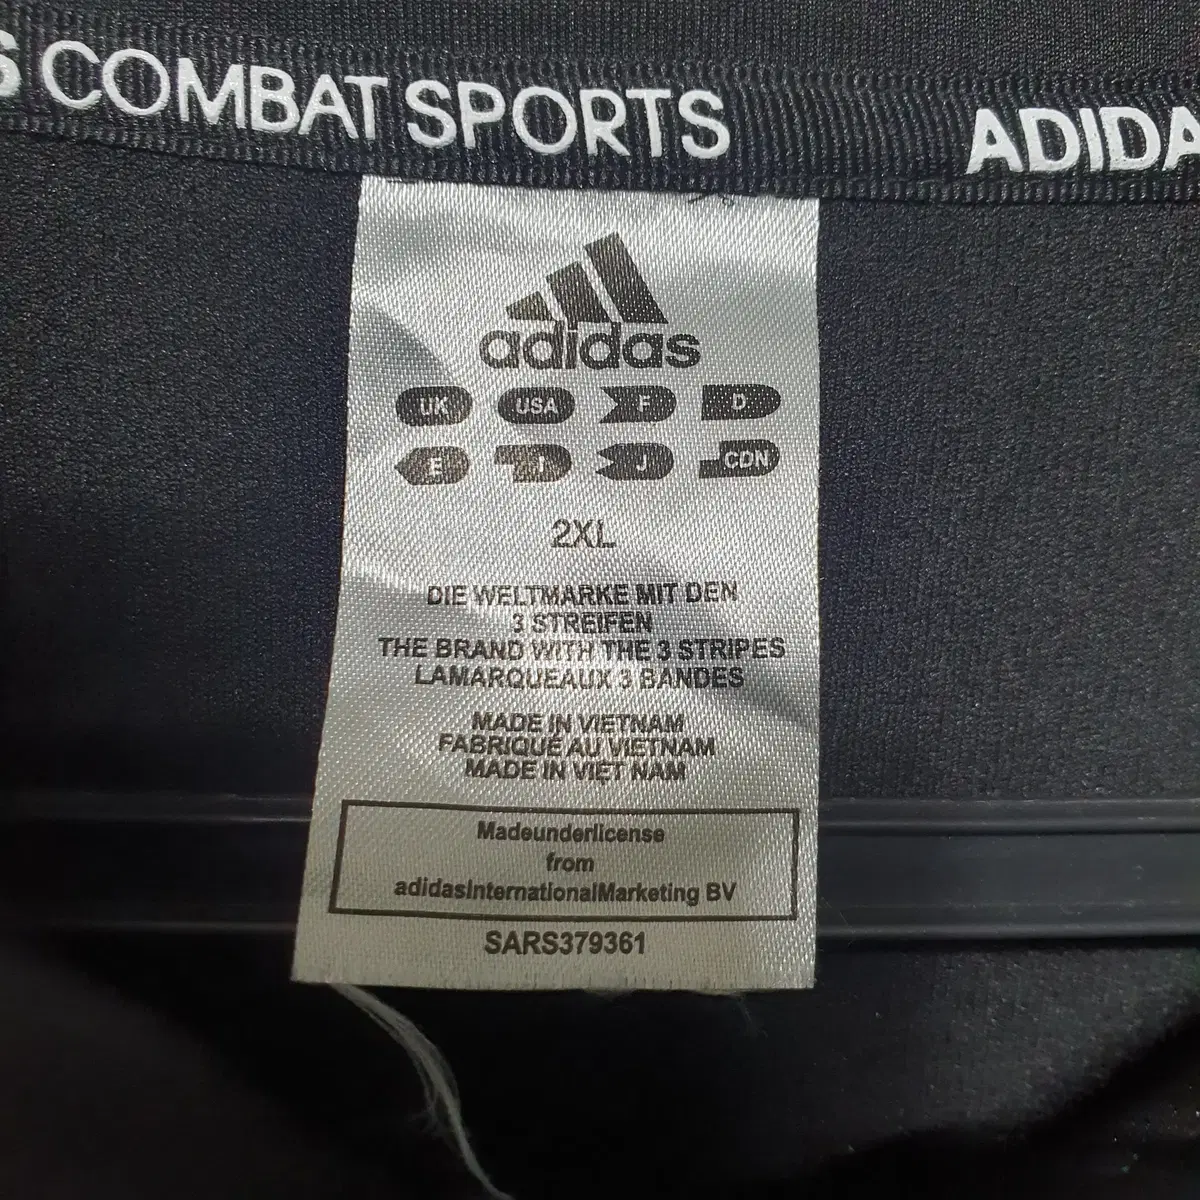 S COMBAT SPORTS ADIDA
adidas
UK USA F D
E I J CDN
2XL
DIE WELTMARKE MIT DEN
3 STREIFEN
THE BRAND WITH THE 3 STRIPES
LAMARQUEAUX 3 BANDES
MADE IN VIETNAM
FABRIQUÉ AU VIETNAM
MADE IN VIỆT NAM
Madeunderlicense
from
adidasInternationalMarketing BV
SARS379361